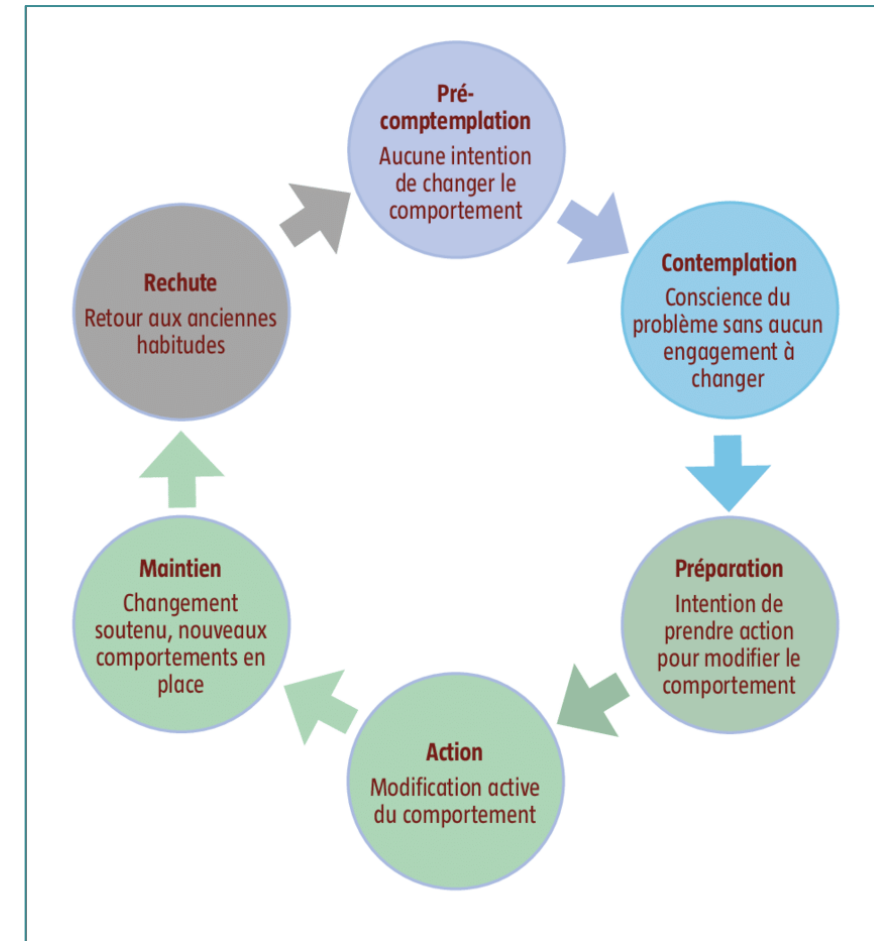 Pré-
comptemplation
Aucune intention
de changer le
comportement
Contemplation
Conscience du
problème sans aucun
engagement à
changer
Préparation
Intention de
prendre action
pour modifier le
comportement
Action
Modification active
du comportement
Maintien
Changement
soutenu, nouveaux
comportements en
place
Rechute
Retour aux anciennes
habitudes